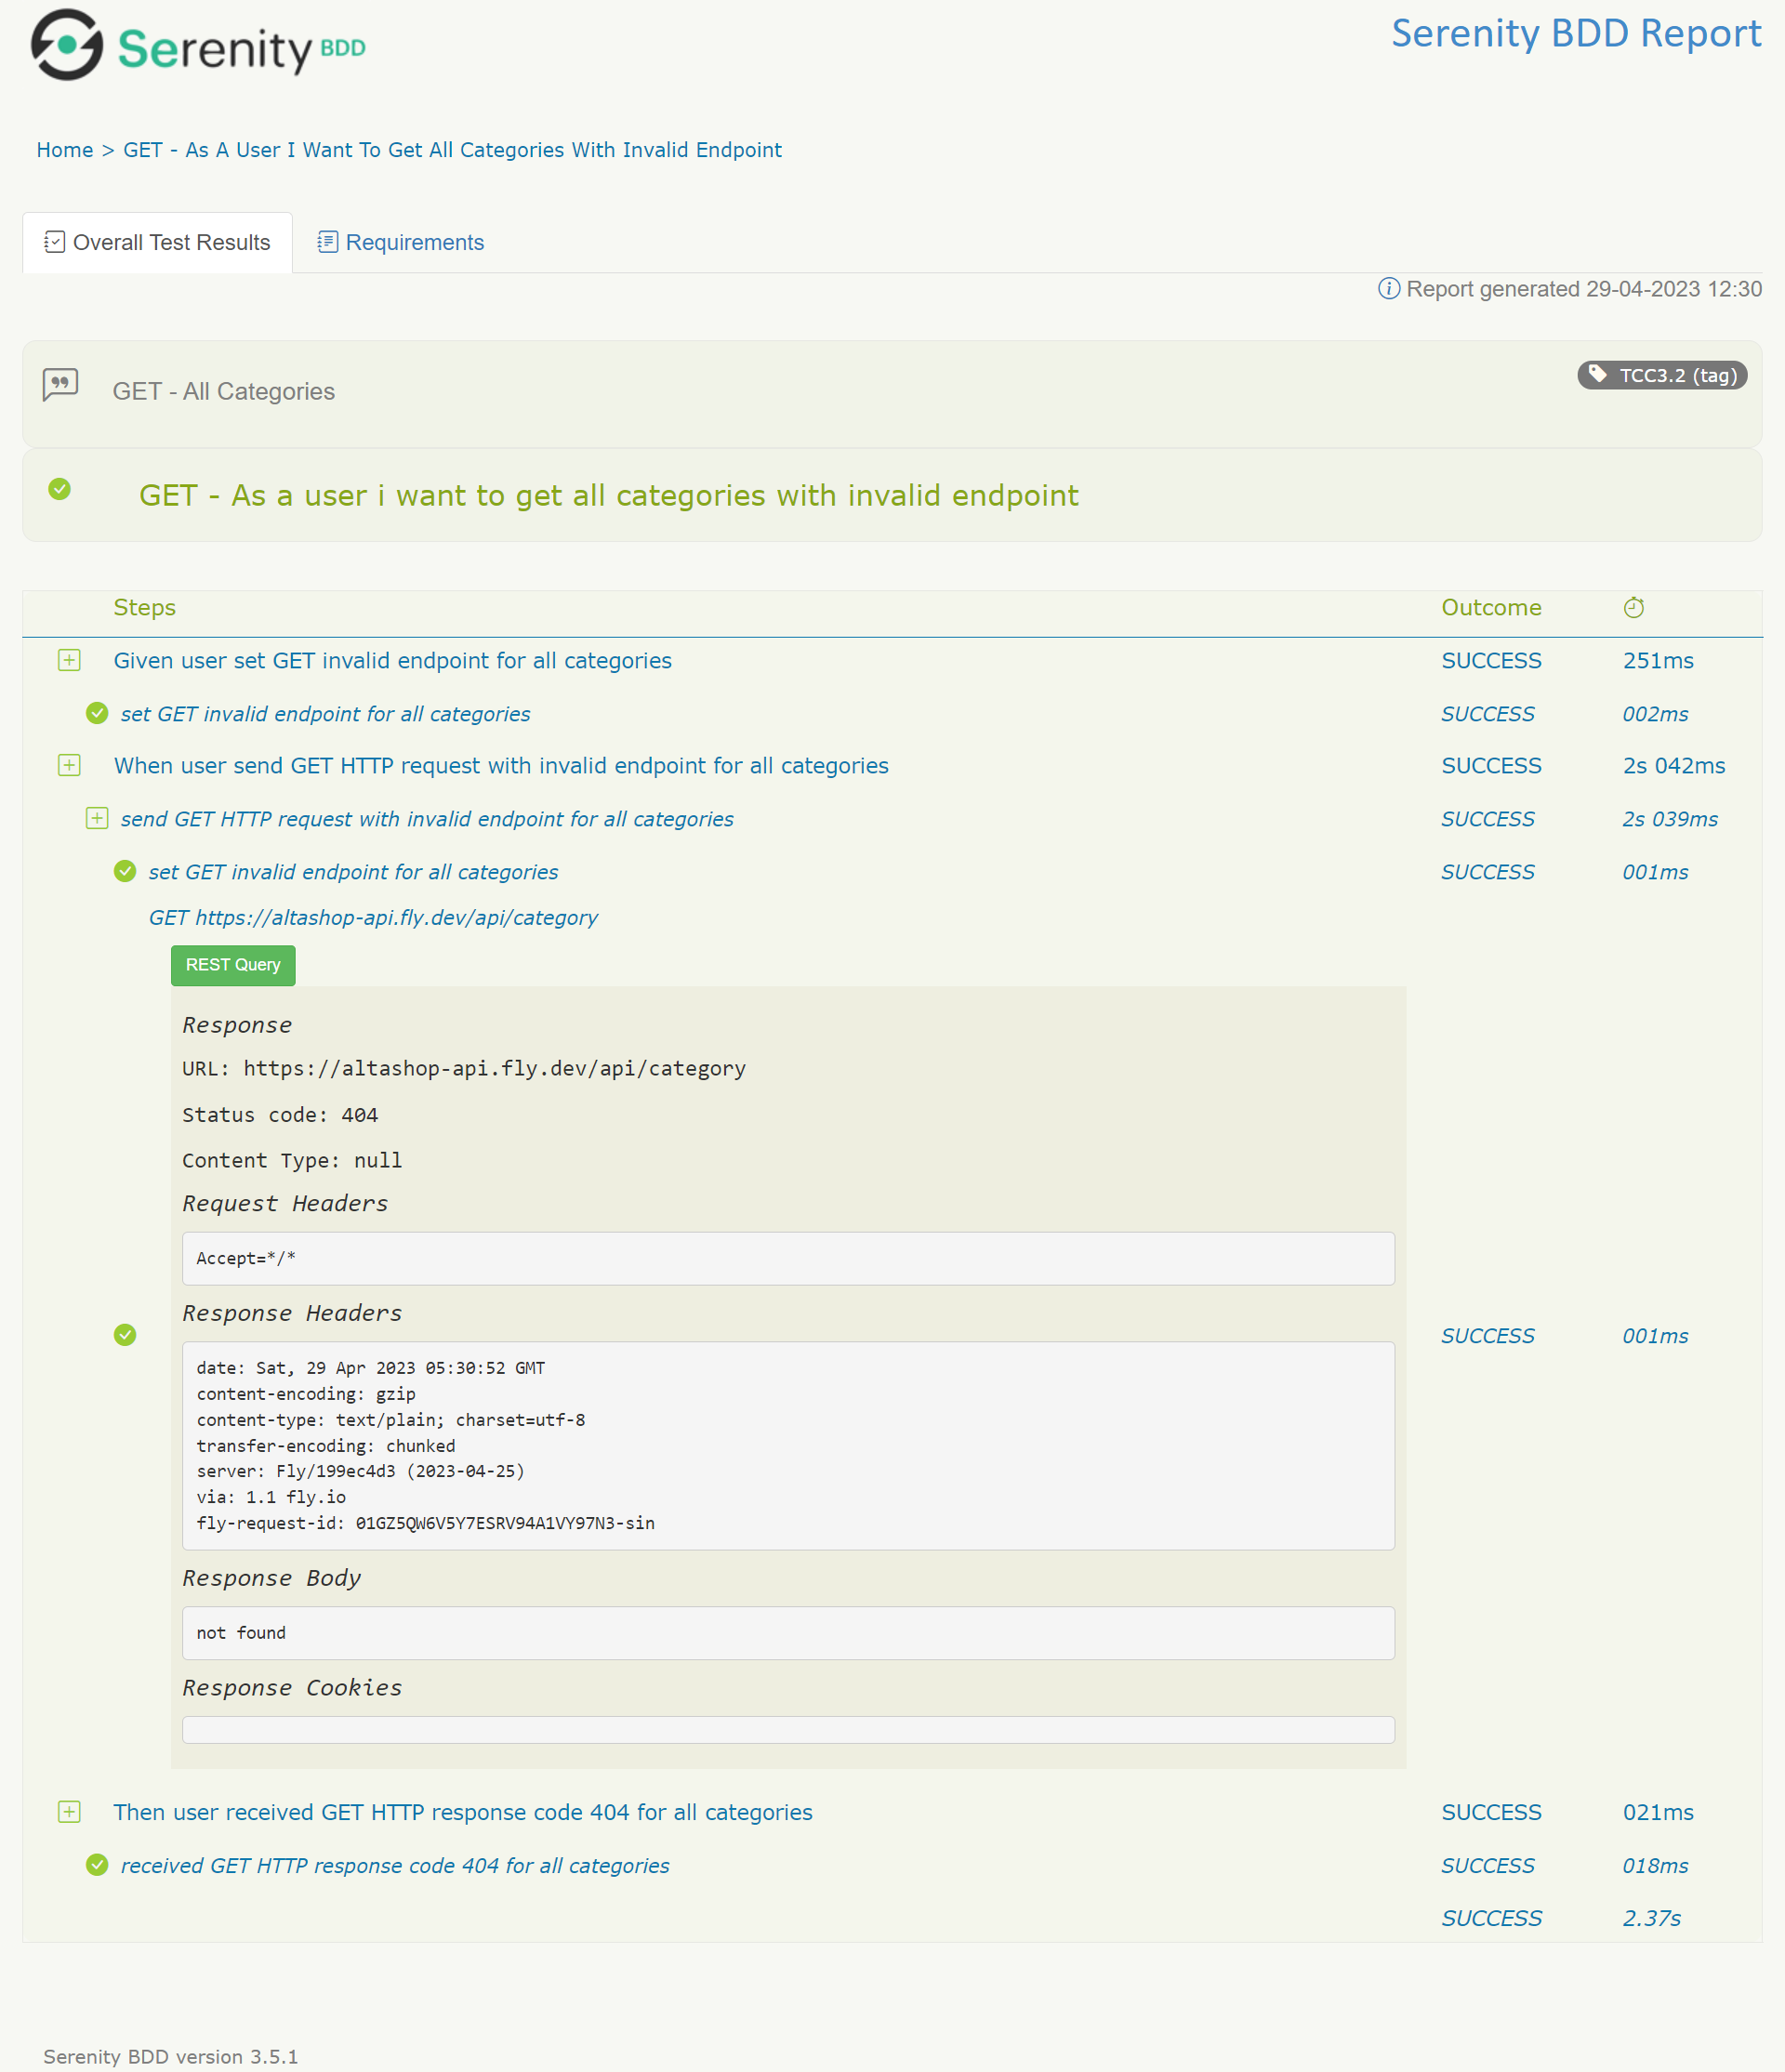 Serenity BDD
Serenity BDD Report
Home > GET - As A User I Want To Get All Categories With Invalid Endpoint
Overall Test Results
Requirements
Report generated 29-04-2023 12:30
GET - All Categories
TCC3.2 (tag)
GET - As a user i want to get all categories with invalid endpoint
Steps Outcome
Given user set GET invalid endpoint for all categories SUCCESS 251ms
set GET invalid endpoint for all categories SUCCESS 002ms
When user send GET HTTP request with invalid endpoint for all categories SUCCESS 2s 042ms
send GET HTTP request with invalid endpoint for all categories SUCCESS 2s 039ms
set GET invalid endpoint for all categories SUCCESS 001ms
GET https://altashop-api.fly.dev/api/category
REST Query
Response
URL: https://altashop-api.fly.dev/api/category
Status code: 404
Content Type: null
Request Headers
Accept=*/*
Response Headers
SUCCESS 001ms
date: Sat, 29 Apr 2023 05:30:52 GMT
content-encoding: gzip
content-type: text/plain; charset=utf-8
transfer-encoding: chunked
server: Fly/199ec4d3 (2023-04-25)
via: 1.1 fly.io
fly-request-id: 01GZ5QW6V5Y7ESRV94A1VY97N3-sin
Response Body
not found
Response Cookies
Then user received GET HTTP response code 404 for all categories SUCCESS 021ms
received GET HTTP response code 404 for all categories SUCCESS 018ms
SUCCESS 2.37s
Serenity BDD version 3.5.1